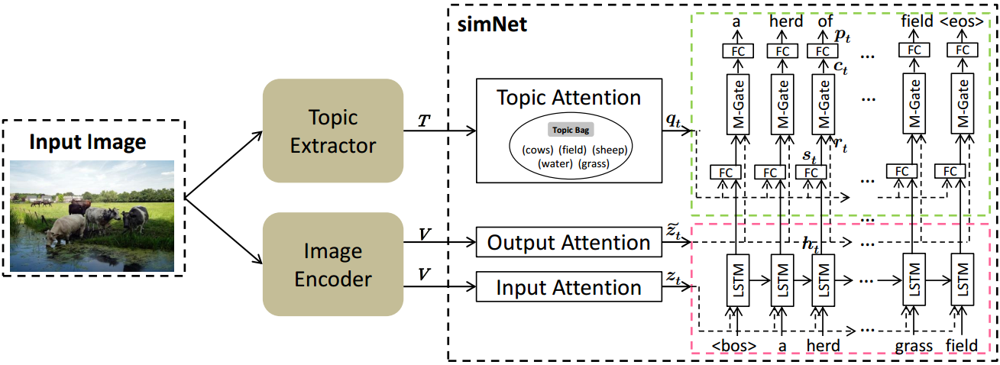 simNet
Input Image
Topic
Extractor
T
Topic Attention
Topic Bag
(cows) (field) (sheep)
(water) (grass)
q_t
Image
Encoder
V
Output Attention
z̃_t
V
Input Attention
z_t
a herd of field <eos>
p_t
FC FC FC ... FC FC
c_t
M-Gate M-Gate M-Gate ... M-Gate M-Gate
r_t
s_t
FC FC FC ... FC FC
...
...
h_t
LSTM LSTM LSTM ... LSTM LSTM
...
<bos> a herd grass field